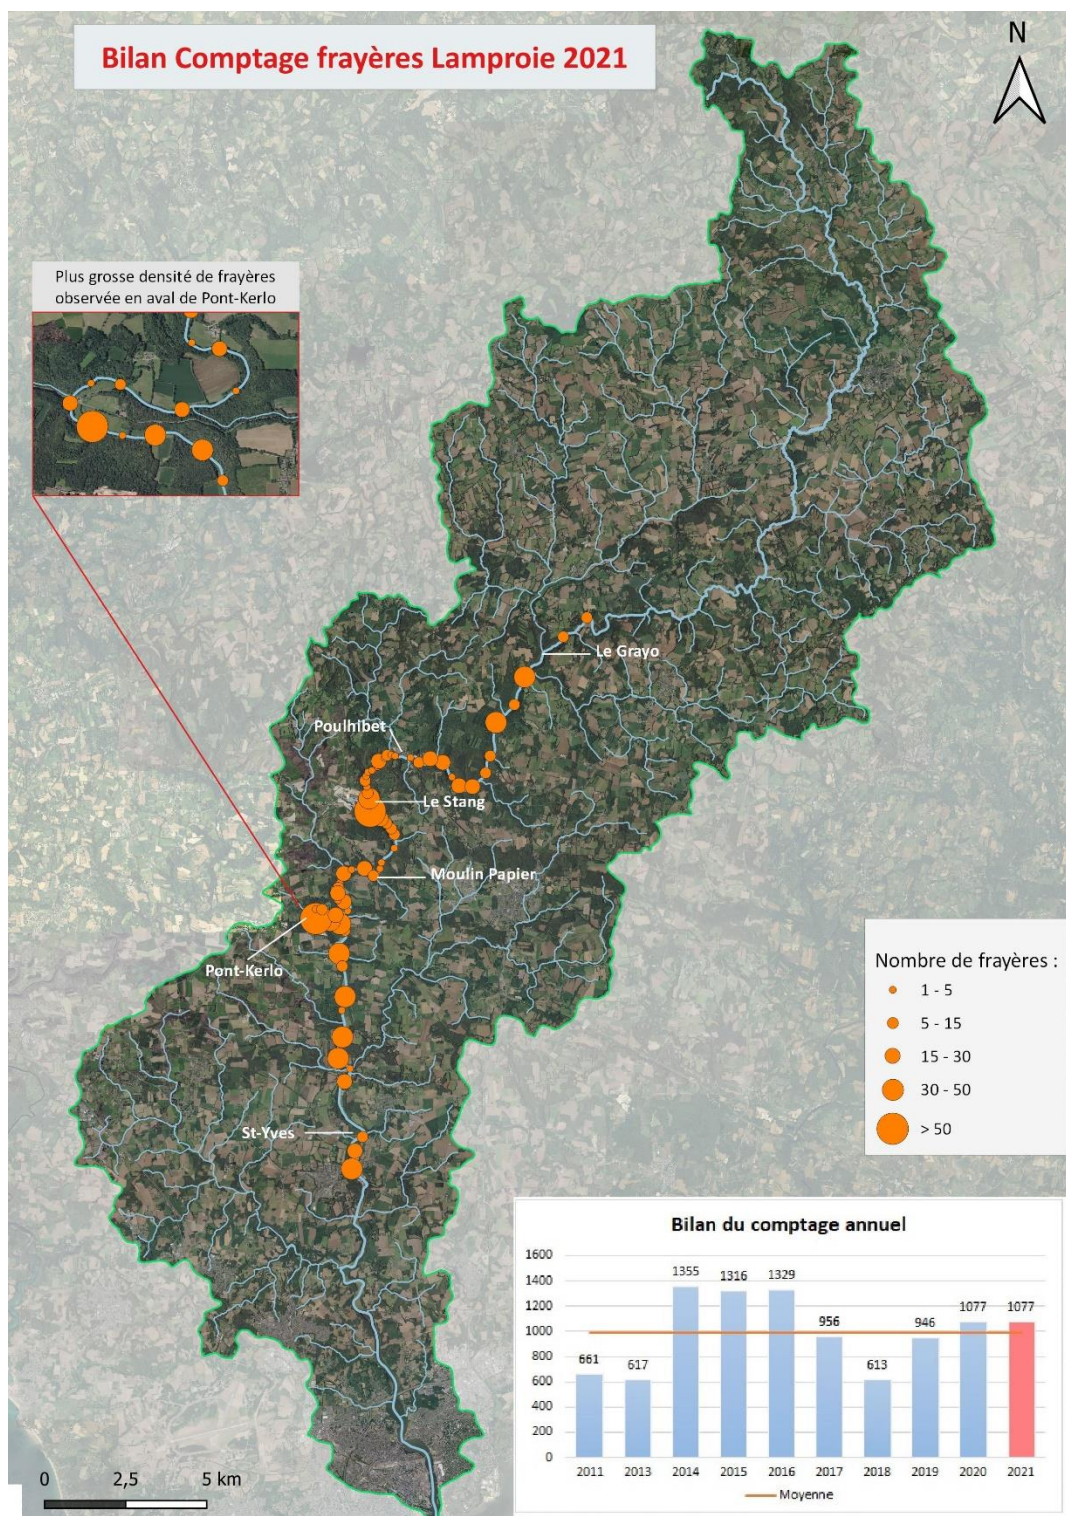 Bilan Comptage frayères Lamproie 2021
N
Plus grosse densité de frayères
observée en aval de Pont-Kerlo
Le Grayo
Poulhibet
Le Stang
Moulin Papier
Pont-Kerlo
St-Yves
Nombre de frayères :
1 - 5
5 - 15
15 - 30
30 - 50
> 50
Bilan du comptage annuel
1600
1400
1200
1000
800
600
400
200
0
661
617
1355
1316
1329
956
613
946
1077
1077
2011
2013
2014
2015
2016
2017
2018
2019
2020
2021
Moyenne
0
2,5
5 km